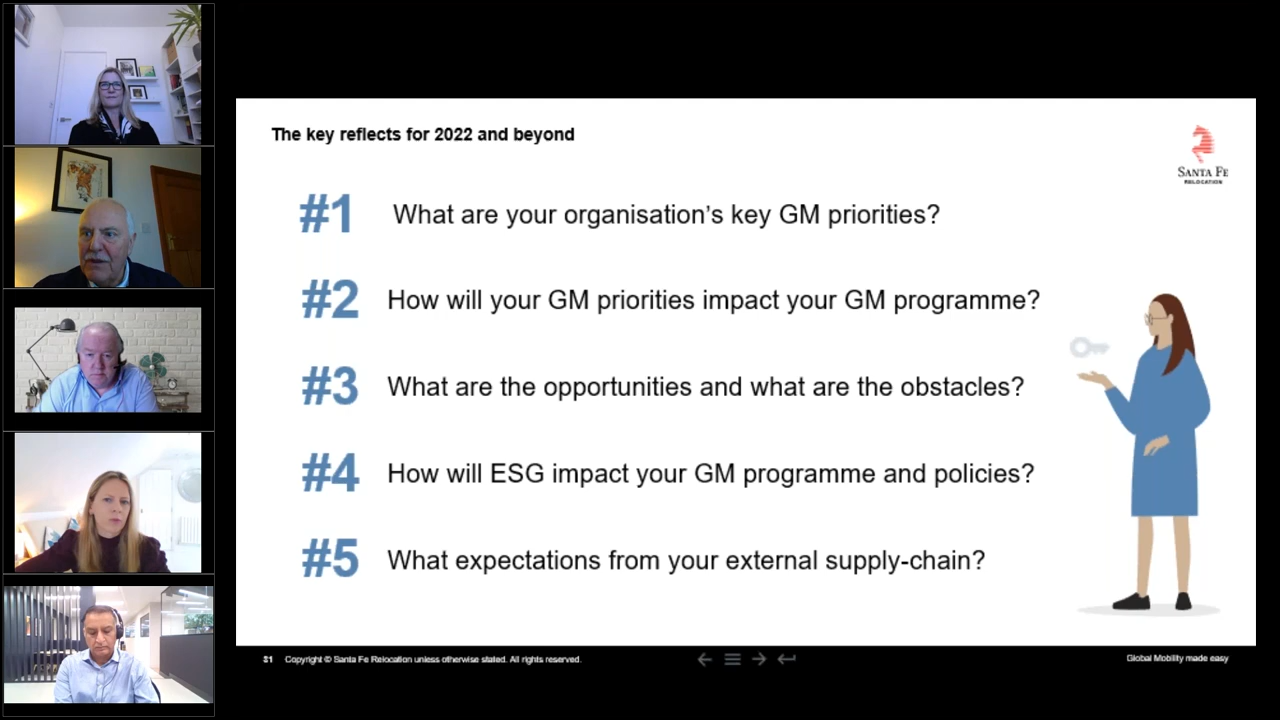 The key reflects for 2022 and beyond
SANTA FE
RELOCATION
#1 What are your organisation's key GM priorities?
#2 How will your GM priorities impact your GM programme?
#3 What are the opportunities and what are the obstacles?
#4 How will ESG impact your GM programme and policies?
#5 What expectations from your external supply-chain?
31 Copyright © Santa Fe Relocation unless otherwise stated. All rights reserved.
Global Mobility made easy